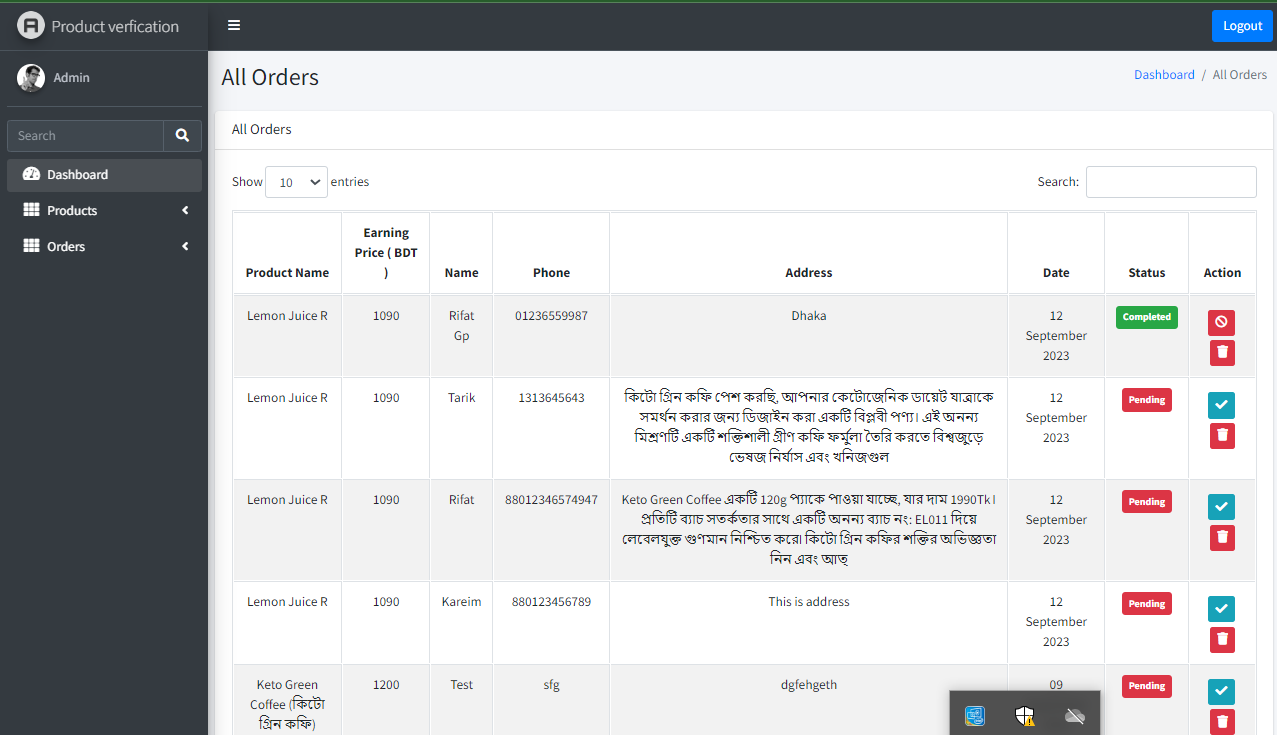 Product verfication
Logout
Admin
All Orders
Dashboard / All Orders
Search
All Orders
Dashboard
Show 10 entries
Search:
Products
Orders
Product Name
Earning
Price ( BDT
)
Name
Phone
Address
Date
Status
Action
Lemon Juice R
1090
Rifat
Gp
01236559987
Dhaka
12
September
2023
Completed
Lemon Juice R
1090
Tarik
1313645643
কিটো গ্রিন কফি পেশ করছি, আপনার কেটোজেনিক ডায়েট যাত্রাকে
সমর্থন করার জন্য ডিজাইন করা একটি বিপ্লবী পণ্য। এই অনন্য
মিশ্রণটি একটি শক্তিশালী গ্রীণ কফি ফর্মুলা তৈরি করতে বিশ্বজুড়ে
ভেষজ নির্যাস এবং খনিজগুল
12
September
2023
Pending
Lemon Juice R
1090
Rifat
88012346574947
Keto Green Coffee একটি 120g প্যাকে পাওয়া যাচ্ছে, যার দাম 1990Tk।
প্রতিটি ব্যাচ সতর্কতার সাথে একটি অনন্য ব্যাচ নং: EL011 দিয়ে
লেবেলযুক্ত গুণমান নিশ্চিত করে৷ কিটো গ্রিন কফির শক্তির অভিজ্ঞতা
নিন এবং আত্
12
September
2023
Pending
Lemon Juice R
1090
Kareim
880123456789
This is address
12
September
2023
Pending
Keto Green
Coffee (কিটো
গ্রিন কফি)
1200
Test
sfg
dgfehgeth
09
Pending